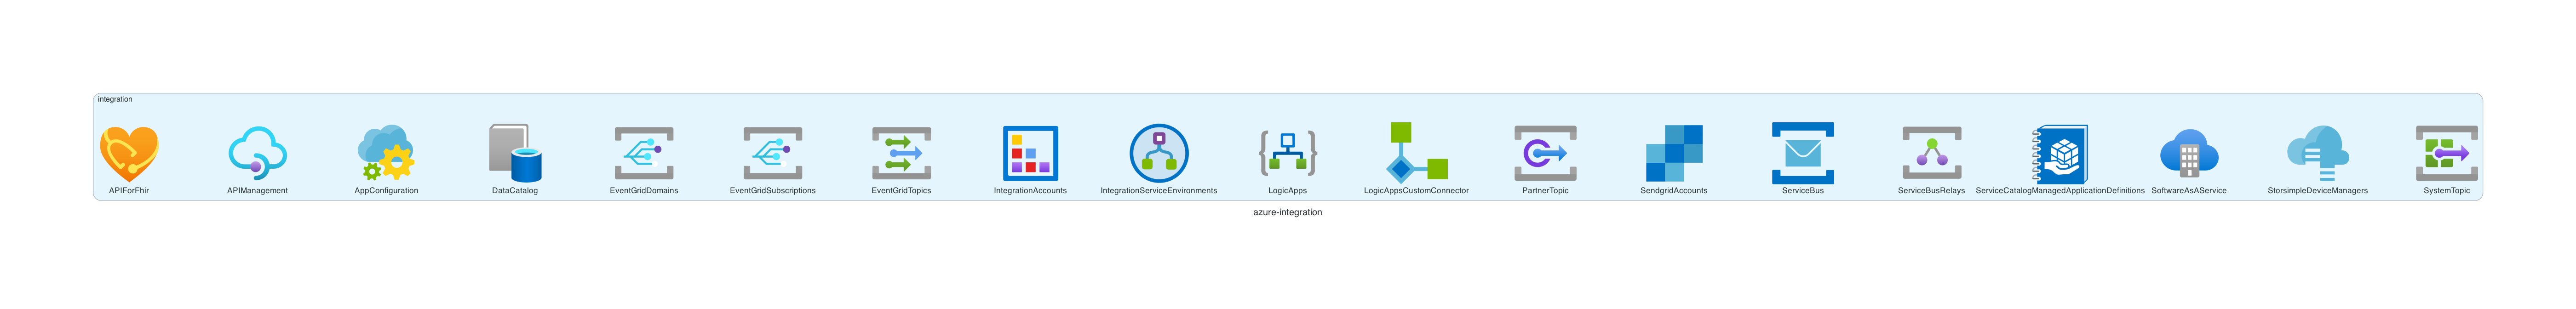 integration
APIForFhir
APIManagement
AppConfiguration
DataCatalog
EventGridDomains
EventGridSubscriptions
EventGridTopics
IntegrationAccounts
IntegrationServiceEnvironments
LogicApps
LogicAppsCustomConnector
PartnerTopic
SendgridAccounts
ServiceBus
ServiceBusRelays
ServiceCatalogManagedApplicationDefinitions
SoftwareAsAService
StorsimpleDeviceManagers
SystemTopic
azure-integration